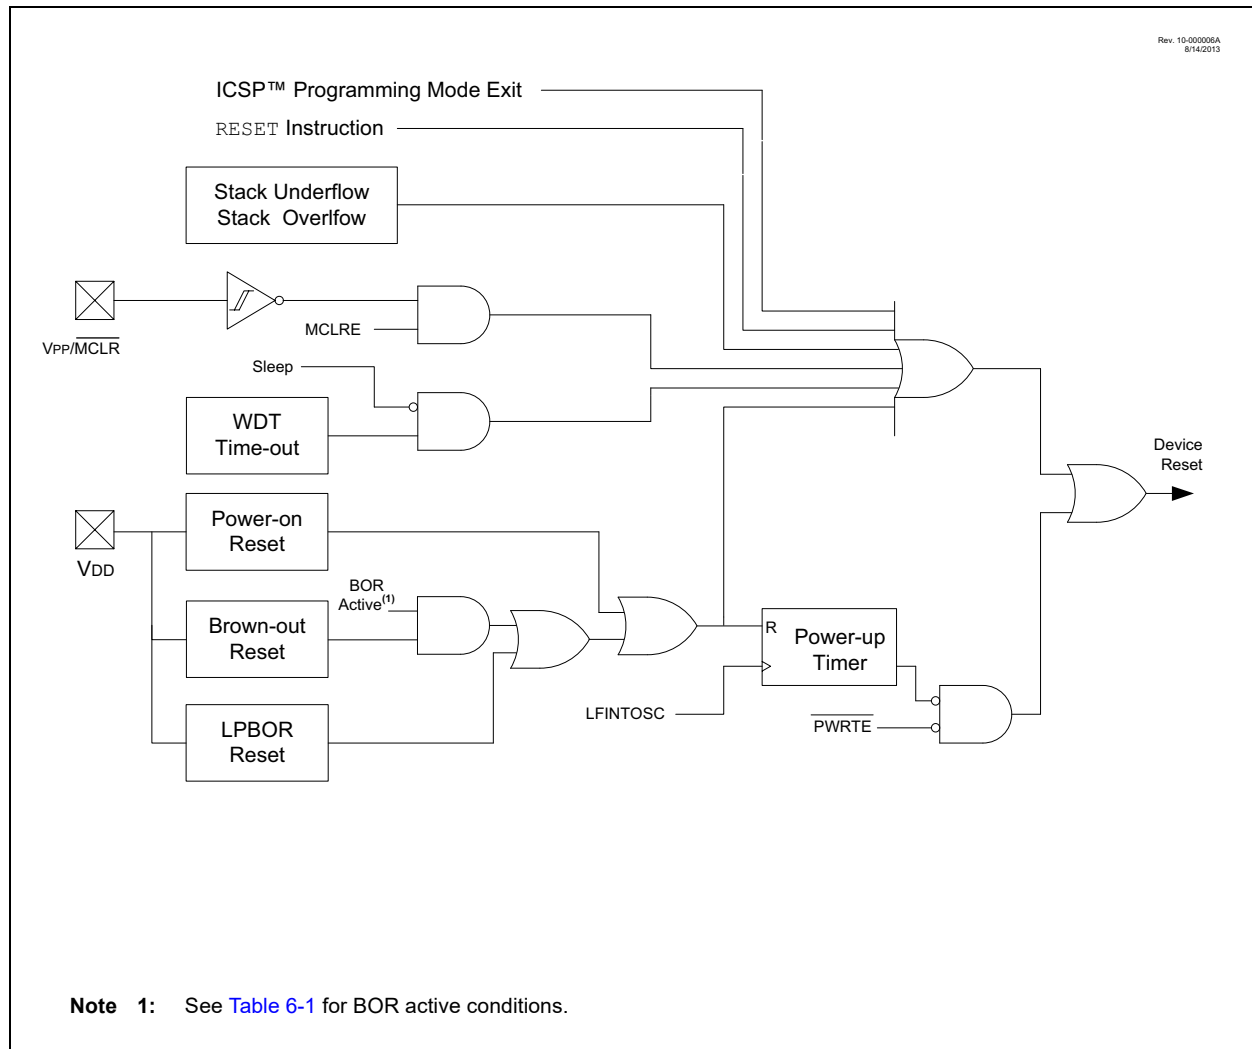 Rev. 10-000006A
8/14/2013
ICSP™ Programming Mode Exit
RESET Instruction
Stack Underflow
Stack Overlfow
VPP/MCLR
MCLRE
Sleep
WDT
Time-out
Device
Reset
VDD
Power-on
Reset
BOR
Active(1)
Brown-out
Reset
R
Power-up
Timer
LFINTOSC
PWRTE
LPBOR
Reset
Note 1: See Table 6-1 for BOR active conditions.